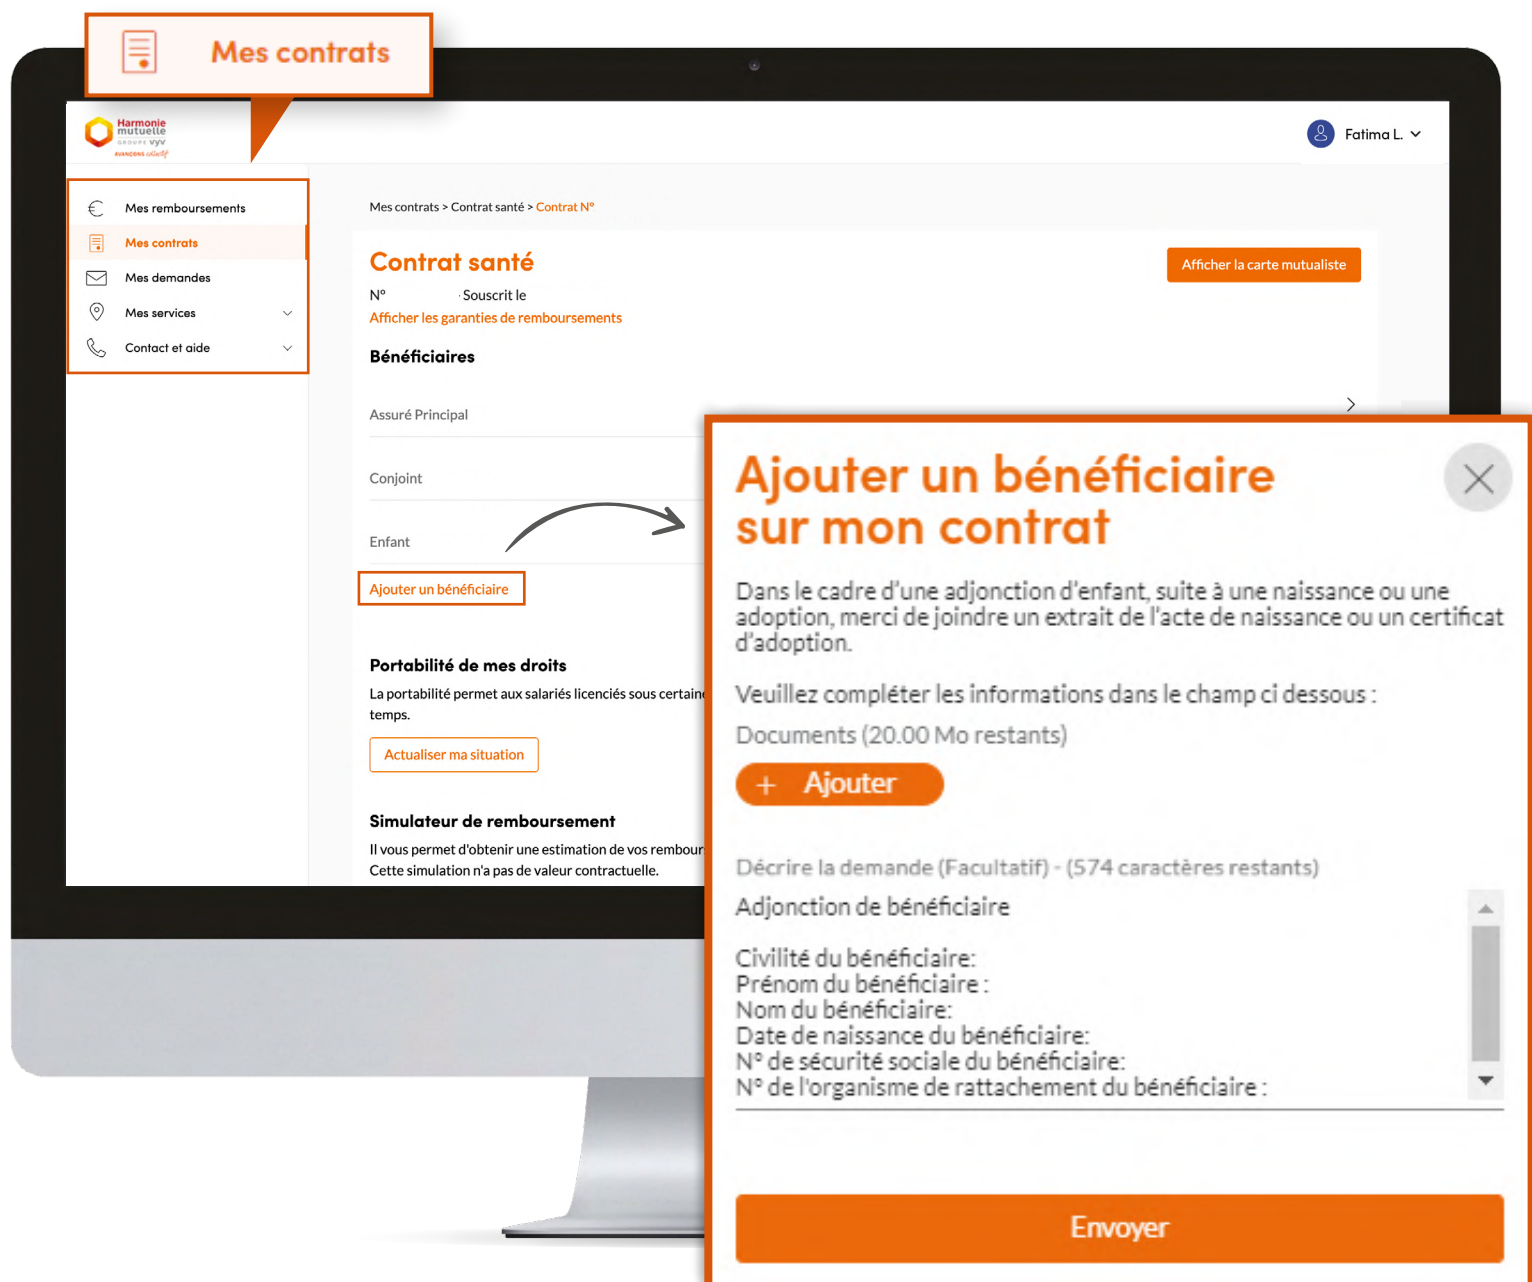 Mes contrats
Harmonie
mutuelle
GROUPE vyv
AVANÇONS collectif
Fatima L.
Mes remboursements
Mes contrats
Mes demandes
Mes services
Contact et aide
Mes contrats > Contrat santé > Contrat N°
Contrat santé
Afficher la carte mutualiste
N° · Souscrit le
Afficher les garanties de remboursements
Bénéficiaires
Assuré Principal
Conjoint
Enfant
Ajouter un bénéficiaire
Portabilité de mes droits
La portabilité permet aux salariés licenciés sous certaine
temps.
Actualiser ma situation
Simulateur de remboursement
Il vous permet d'obtenir une estimation de vos rembour
Cette simulation n'a pas de valeur contractuelle.
Ajouter un bénéficiaire
sur mon contrat
Dans le cadre d'une adjonction d'enfant, suite à une naissance ou une
adoption, merci de joindre un extrait de l'acte de naissance ou un certificat
d'adoption.
Veuillez compléter les informations dans le champ ci dessous :
Documents (20.00 Mo restants)
+ Ajouter
Décrire la demande (Facultatif) - (574 caractères restants)
Adjonction de bénéficiaire
Civilité du bénéficiaire:
Prénom du bénéficiaire :
Nom du bénéficiaire:
Date de naissance du bénéficiaire:
N° de sécurité sociale du bénéficiaire:
N° de l'organisme de rattachement du bénéficiaire :
Envoyer